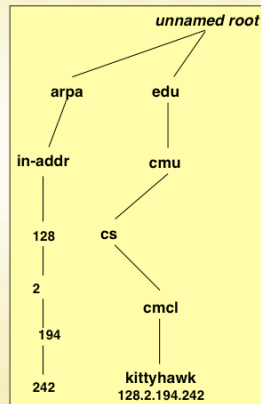 unnamed root
arpa edu
in-addr cmu
128 cs
2
cmcl
194
kittyhawk
242 128.2.194.242